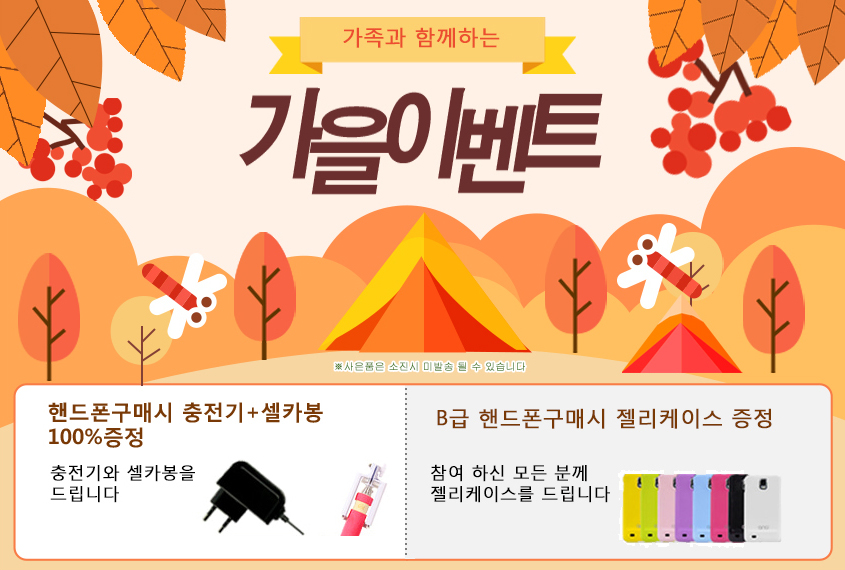 가족과 함께하는
가을이벤트
※사은품은 소진시 미발송 될 수 있습니다
핸드폰구매시 충전기+셀카봉
100%증정
충전기와 셀카봉을
드립니다
B급 핸드폰구매시 젤리케이스 증정
참여 하신 모든 분께
젤리케이스를 드립니다